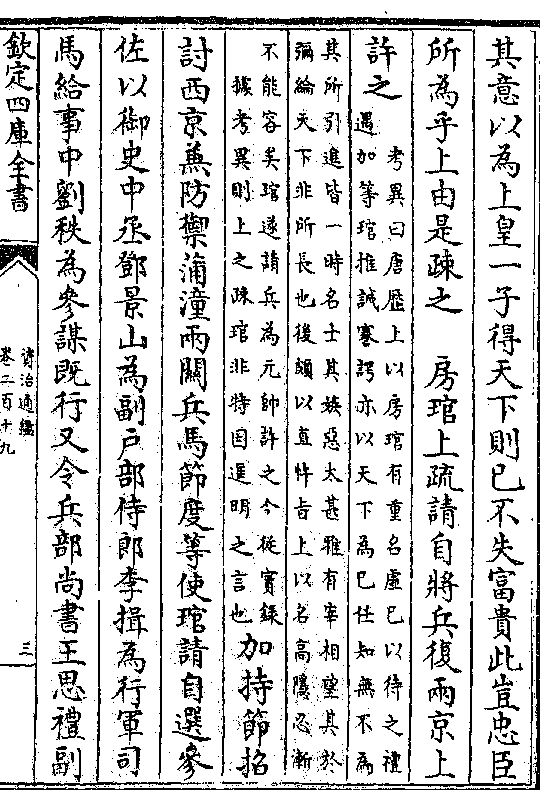 其意以為上皇一子得天下則已不失富貴此豈忠臣
所為乎上由是疎之　房琯上疏請自將兵復兩京上
許之
考異曰唐歴上以房琯有重名虛已以待之禮
遇加等琯推誠謇諤亦以天下為已任知無不為
其所引進皆一時名士其嫉惡太甚雖有宰相望其於
彌綸天下非所長也後頗以直忤旨上以名高隱忍漸
不能容矣琯遂請兵為元帥許之今從實録
據考異則上之疎琯非特因進明之言也
加持節招
討西京兼防禦蒲潼兩關兵馬節度等使琯請自選參
佐以御史中丞鄧景山為副戶部侍郎李揖為行軍司
馬給事中劉秩為參謀既行又令兵部尚書王思禮副
欽定四庫全書
資治通鑑
卷二百十九
三